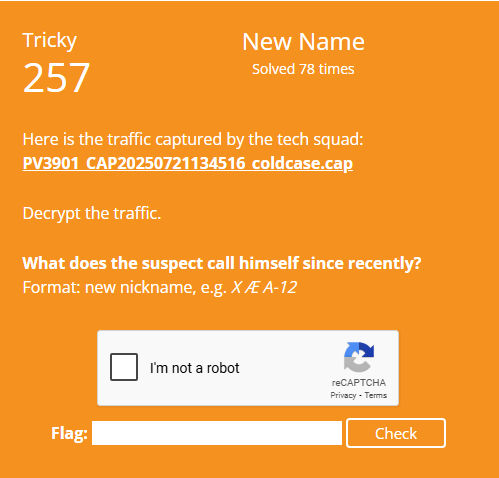 Tricky
257
New Name
Solved 78 times
Here is the traffic captured by the tech squad:
PV3901_CAP20250721134516_coldcase.cap
Decrypt the traffic.
What does the suspect call himself since recently?
Format: new nickname, e.g. X Æ A-12
I'm not a robot
reCAPTCHA
Privacy - Terms
Flag:
Check